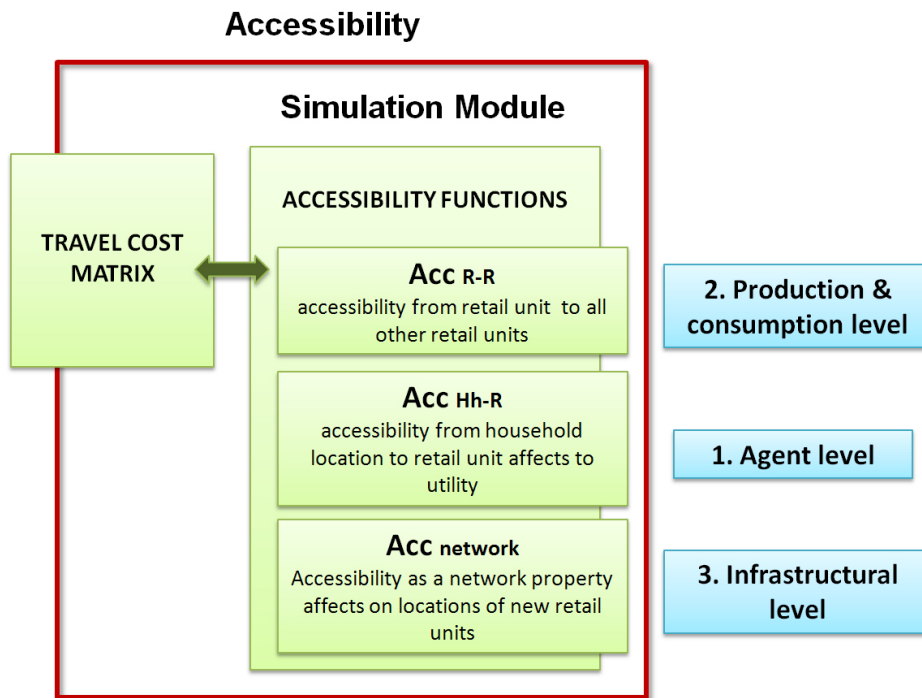 Accessibility
Simulation Module
TRAVEL COST
MATRIX
ACCESSIBILITY FUNCTIONS
Acc R-R
accessibility from retail unit to all
other retail units
Acc Hh-R
accessibility from household
location to retail unit affects to
utility
Acc network
Accessibility as a network property
affects on locations of new retail
units
2. Production &
consumption level
1. Agent level
3. Infrastructural
level